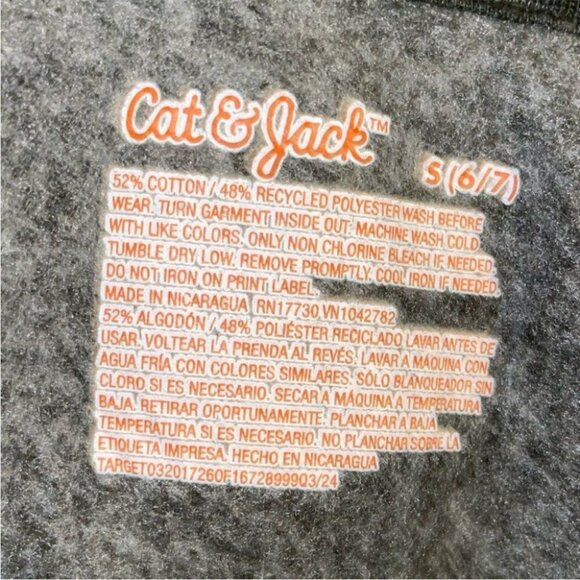 Cat & Jack™
S (6/7)
52% COTTON / 48% RECYCLED POLYESTER WASH BEFORE
WEAR. TURN GARMENT INSIDE OUT. MACHINE WASH COLD
WITH LIKE COLORS. ONLY NON CHLORINE BLEACH IF NEEDED.
TUMBLE DRY LOW. REMOVE PROMPTLY. COOL IRON IF NEEDED.
DO NOT IRON ON PRINT LABEL.
MADE IN NICARAGUA RN17730 VN1042782
52% ALGODÓN / 48% POLIÉSTER RECICLADO LAVAR ANTES DE
USAR. VOLTEAR LA PRENDA AL REVÉS. LAVAR A MÁQUINA CON
AGUA FRÍA CON COLORES SIMILARES. SÓLO BLANQUEADOR SIN
CLORO SI ES NECESARIO. SECAR A MÁQUINA A TEMPERATURA
BAJA. RETIRAR OPORTUNAMENTE. PLANCHAR A BAJA
TEMPERATURA SI ES NECESARIO. NO PLANCHAR SOBRE LA
ETIQUETA IMPRESA. HECHO EN NICARAGUA
TARGET032017260F1672899903/24